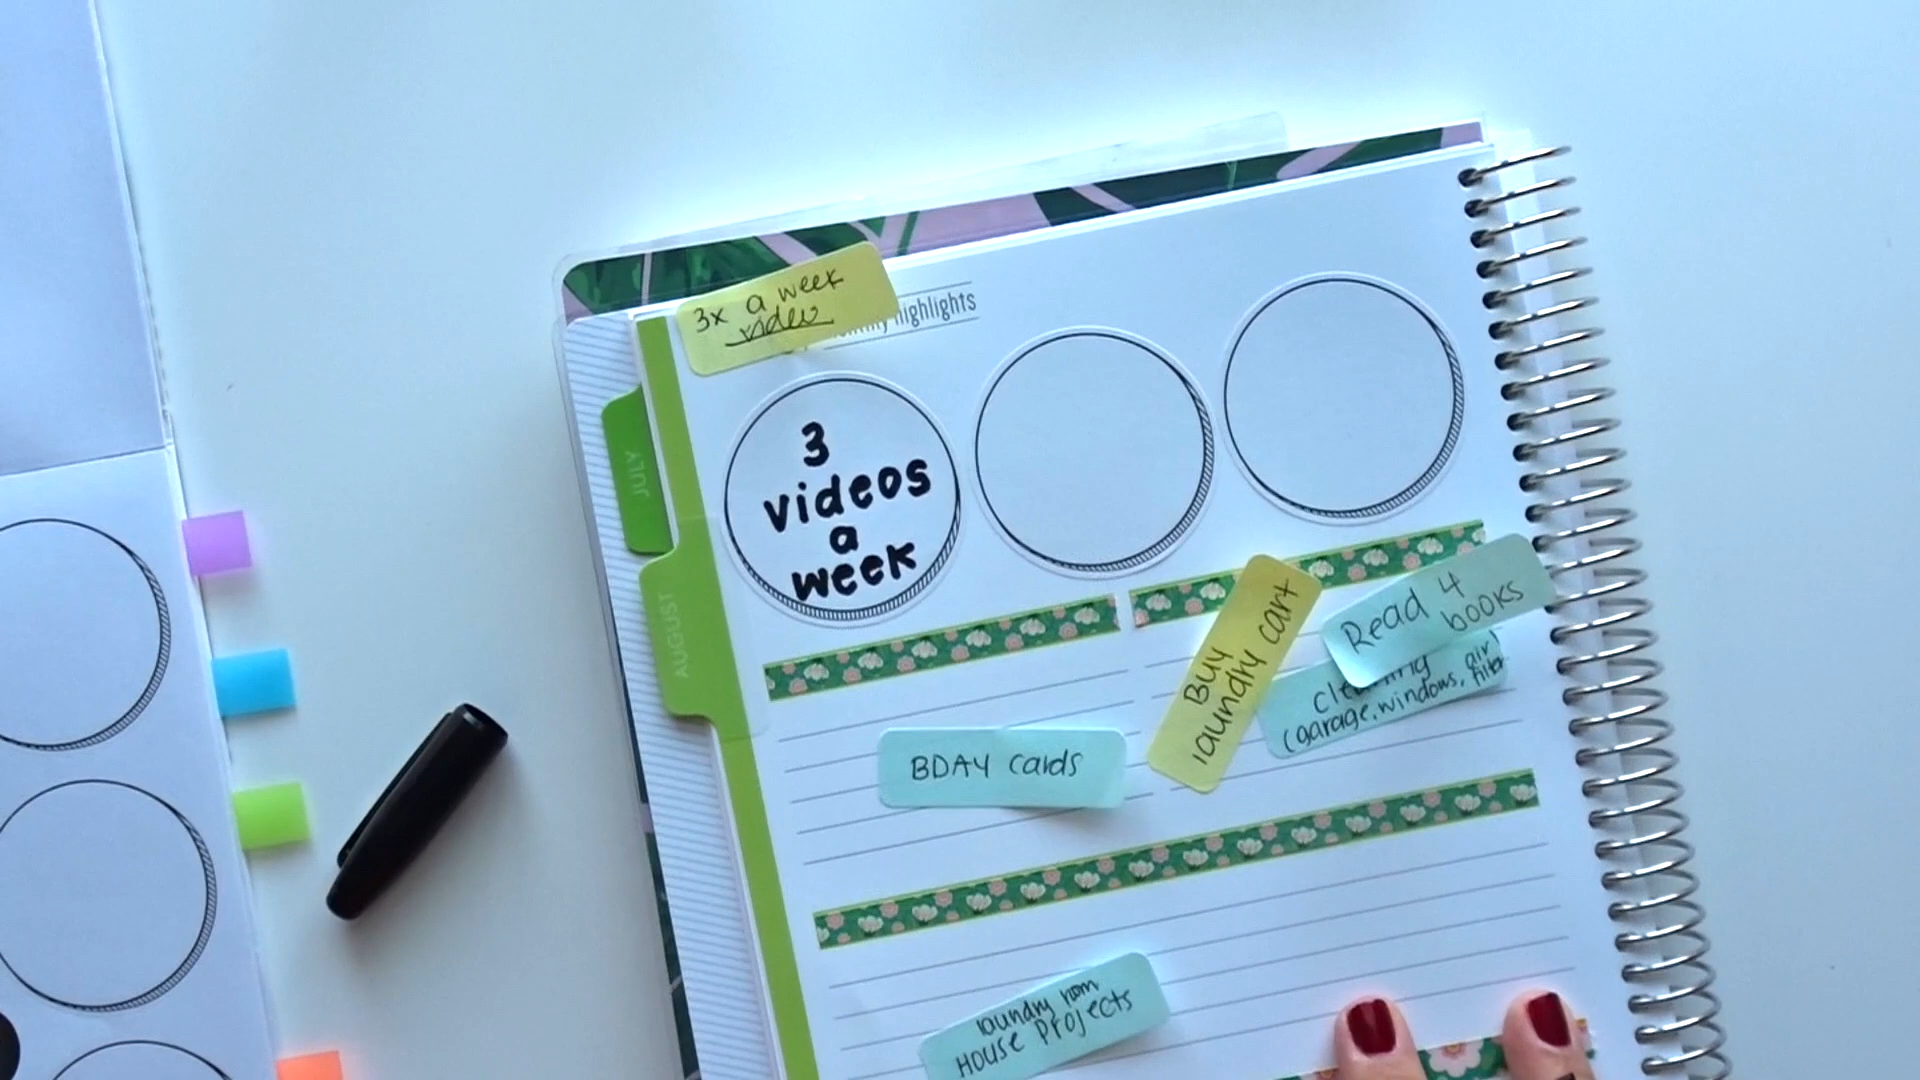 3x a week
video
highlights
3
videos
a
week
JULY
AUGUST
Read 4
books
Buy
laundry cart
air
filter
(garage, windows,
BDAY cards
laundry room
House Projects